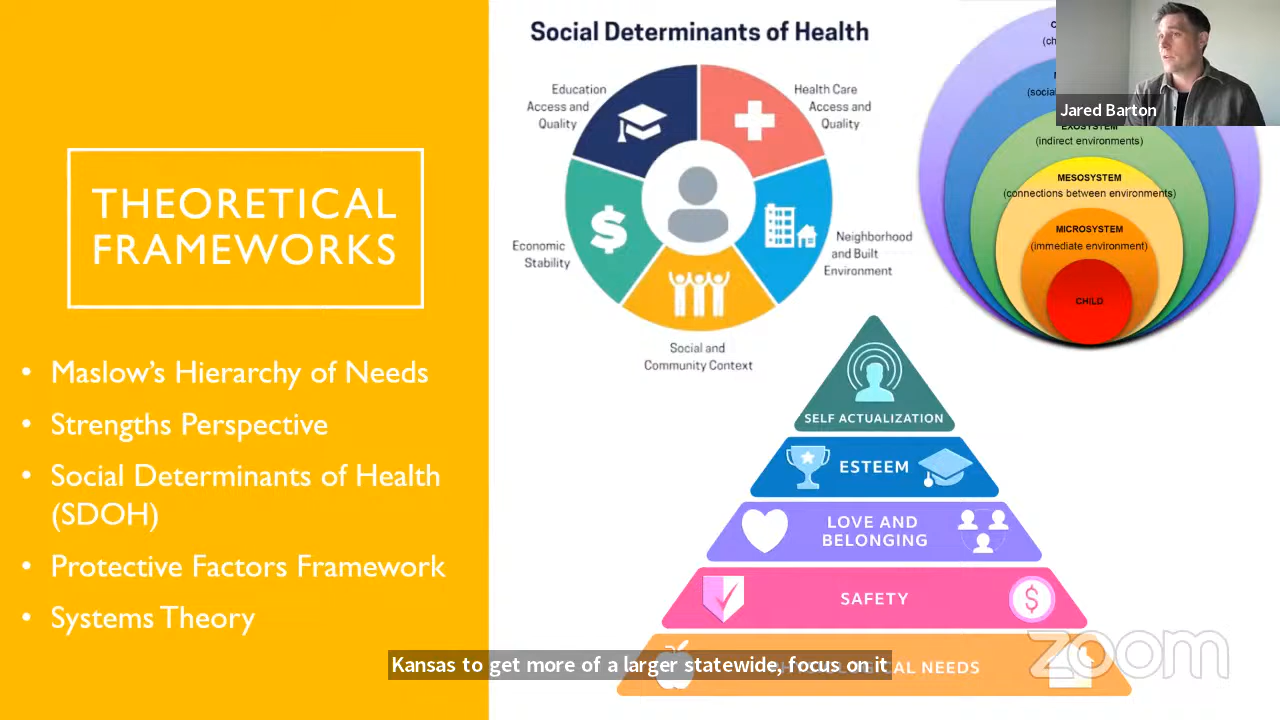 THEORETICAL
FRAMEWORKS
• Maslow's Hierarchy of Needs
• Strengths Perspective
• Social Determinants of Health
(SDOH)
• Protective Factors Framework
• Systems Theory
Social Determinants of Health
Education
Access and
Quality
Health Care
Access and
Quality
Economic
Stability
Neighborhood
and Built
Environment
Social and
Community Context
(social
EXOSYSTEM
(indirect environments)
MESOSYSTEM
(connections between environments)
MICROSYSTEM
(immediate environment)
CHILD
Jared Barton
SELF ACTUALIZATION
ESTEEM
LOVE AND
BELONGING
SAFETY
NEEDS
Kansas to get more of a larger statewide, focus on it
zoom